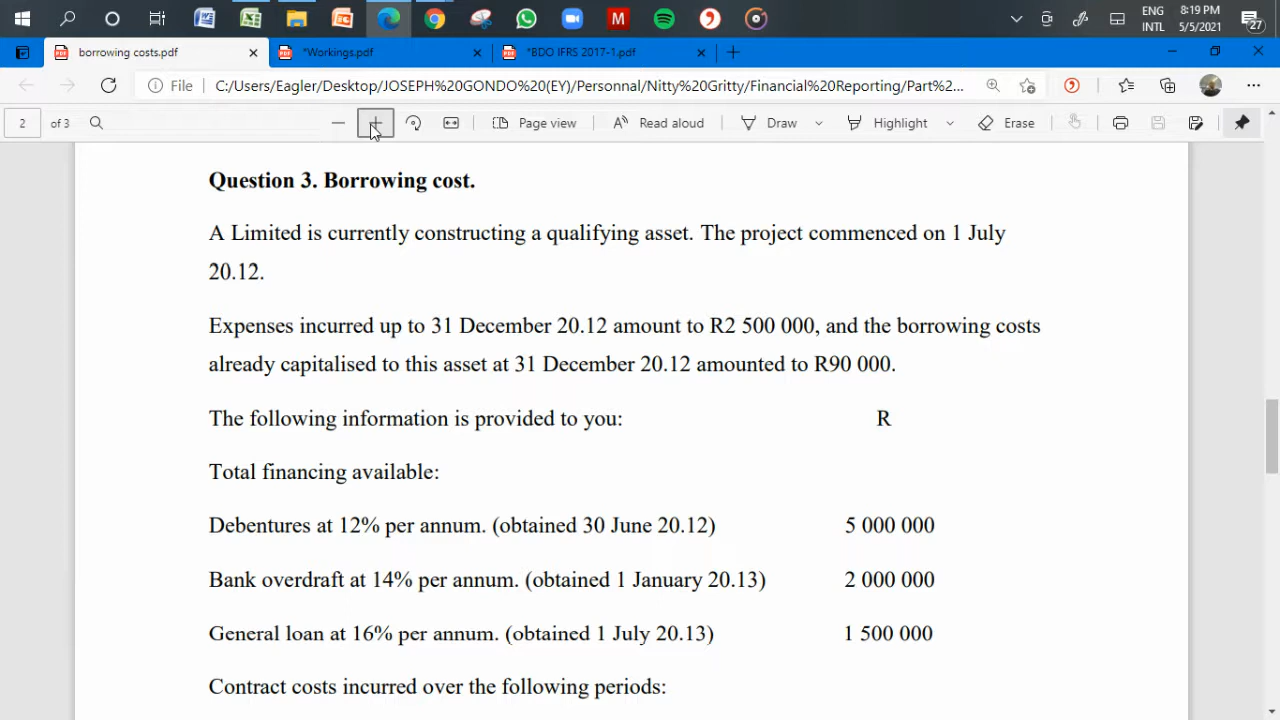 8:19 PM
ENG
INTL
5/5/2021
27
borrowing costs.pdf
*Workings.pdf
*BDO IFRS 2017-1.pdf
File
C:/Users/Eagler/Desktop/JOSEPH%20GONDO%20(EY)/Personnal/Nitty%20Gritty/Financial%20Reporting/Part%2...
2 of 3
Page view
Read aloud
Draw
Highlight
Erase
Question 3. Borrowing cost.
A Limited is currently constructing a qualifying asset. The project commenced on 1 July
20.12.
Expenses incurred up to 31 December 20.12 amount to R2 500 000, and the borrowing costs
already capitalised to this asset at 31 December 20.12 amounted to R90 000.
The following information is provided to you: R
Total financing available:
Debentures at 12% per annum. (obtained 30 June 20.12) 5 000 000
Bank overdraft at 14% per annum. (obtained 1 January 20.13) 2 000 000
General loan at 16% per annum. (obtained 1 July 20.13) 1 500 000
Contract costs incurred over the following periods: